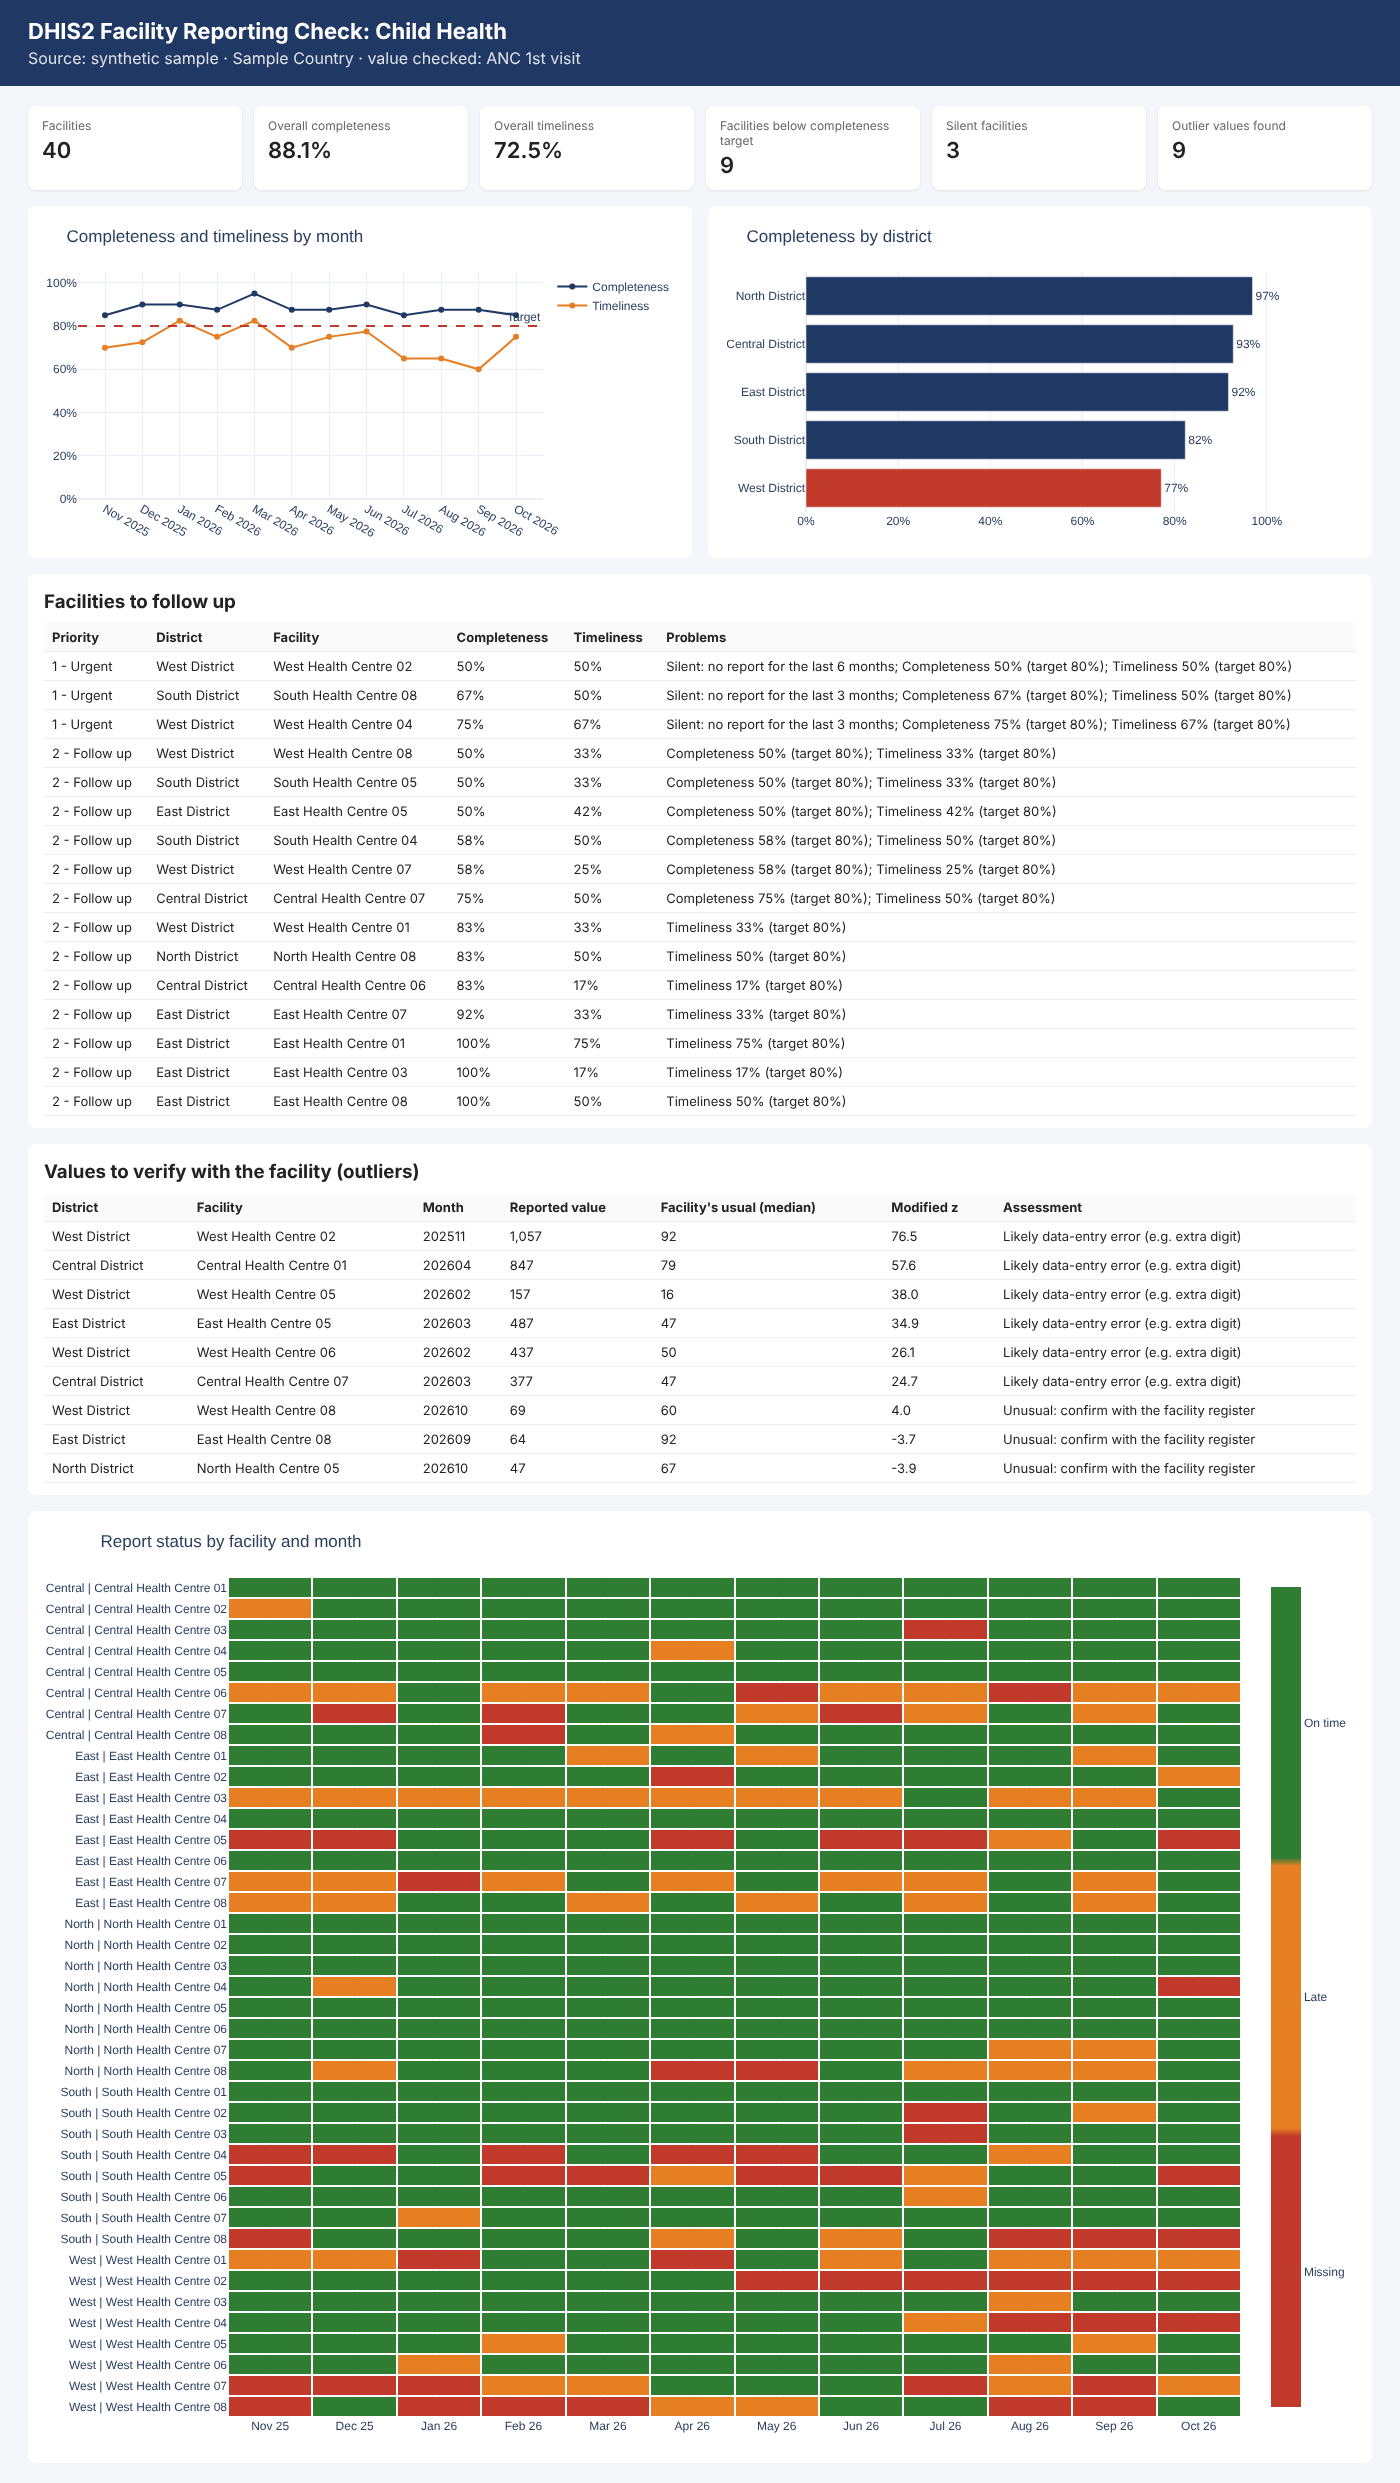 DHIS2 Facility Reporting Check: Child Health
Source: synthetic sample · Sample Country · value checked: ANC 1st visit
Facilities
40
Overall completeness
88.1%
Overall timeliness
72.5%
Facilities below completeness
target
9
Silent facilities
3
Outlier values found
9
Completeness and timeliness by month
100%
80%
60%
40%
20%
0%
Target
Completeness
Timeliness
Nov 2025
Dec 2025
Jan 2026
Feb 2026
Mar 2026
Apr 2026
May 2026
Jun 2026
Jul 2026
Aug 2026
Sep 2026
Oct 2026
Completeness by district
North District 97%
Central District 93%
East District 92%
South District 82%
West District 77%
0% 20% 40% 60% 80% 100%
Facilities to follow up
Priority District Facility Completeness Timeliness Problems
1 - Urgent West District West Health Centre 02 50% 50% Silent: no report for the last 6 months; Completeness 50% (target 80%); Timeliness 50% (target 80%)
1 - Urgent South District South Health Centre 08 67% 50% Silent: no report for the last 3 months; Completeness 67% (target 80%); Timeliness 50% (target 80%)
1 - Urgent West District West Health Centre 04 75% 67% Silent: no report for the last 3 months; Completeness 75% (target 80%); Timeliness 67% (target 80%)
2 - Follow up West District West Health Centre 08 50% 33% Completeness 50% (target 80%); Timeliness 33% (target 80%)
2 - Follow up South District South Health Centre 05 50% 33% Completeness 50% (target 80%); Timeliness 33% (target 80%)
2 - Follow up East District East Health Centre 05 50% 42% Completeness 50% (target 80%); Timeliness 42% (target 80%)
2 - Follow up South District South Health Centre 04 58% 50% Completeness 58% (target 80%); Timeliness 50% (target 80%)
2 - Follow up West District West Health Centre 07 58% 25% Completeness 58% (target 80%); Timeliness 25% (target 80%)
2 - Follow up Central District Central Health Centre 07 75% 50% Completeness 75% (target 80%); Timeliness 50% (target 80%)
2 - Follow up West District West Health Centre 01 83% 33% Timeliness 33% (target 80%)
2 - Follow up North District North Health Centre 08 83% 50% Timeliness 50% (target 80%)
2 - Follow up Central District Central Health Centre 06 83% 17% Timeliness 17% (target 80%)
2 - Follow up East District East Health Centre 07 92% 33% Timeliness 33% (target 80%)
2 - Follow up East District East Health Centre 01 100% 75% Timeliness 75% (target 80%)
2 - Follow up East District East Health Centre 03 100% 17% Timeliness 17% (target 80%)
2 - Follow up East District East Health Centre 08 100% 50% Timeliness 50% (target 80%)
Values to verify with the facility (outliers)
District Facility Month Reported value Facility's usual (median) Modified z Assessment
West District West Health Centre 02 202511 1,057 92 76.5 Likely data-entry error (e.g. extra digit)
Central District Central Health Centre 01 202604 847 79 57.6 Likely data-entry error (e.g. extra digit)
West District West Health Centre 05 202602 157 16 38.0 Likely data-entry error (e.g. extra digit)
East District East Health Centre 05 202603 487 47 34.9 Likely data-entry error (e.g. extra digit)
West District West Health Centre 06 202602 437 50 26.1 Likely data-entry error (e.g. extra digit)
Central District Central Health Centre 07 202603 377 47 24.7 Likely data-entry error (e.g. extra digit)
West District West Health Centre 08 202610 69 60 4.0 Unusual: confirm with the facility register
East District East Health Centre 08 202609 64 92 -3.7 Unusual: confirm with the facility register
North District North Health Centre 05 202610 47 67 -3.9 Unusual: confirm with the facility register
Report status by facility and month
Central | Central Health Centre 01
Central | Central Health Centre 02
Central | Central Health Centre 03
Central | Central Health Centre 04
Central | Central Health Centre 05
Central | Central Health Centre 06
Central | Central Health Centre 07
Central | Central Health Centre 08
East | East Health Centre 01
East | East Health Centre 02
East | East Health Centre 03
East | East Health Centre 04
East | East Health Centre 05
East | East Health Centre 06
East | East Health Centre 07
East | East Health Centre 08
North | North Health Centre 01
North | North Health Centre 02
North | North Health Centre 03
North | North Health Centre 04
North | North Health Centre 05
North | North Health Centre 06
North | North Health Centre 07
North | North Health Centre 08
South | South Health Centre 01
South | South Health Centre 02
South | South Health Centre 03
South | South Health Centre 04
South | South Health Centre 05
South | South Health Centre 06
South | South Health Centre 07
South | South Health Centre 08
West | West Health Centre 01
West | West Health Centre 02
West | West Health Centre 03
West | West Health Centre 04
West | West Health Centre 05
West | West Health Centre 06
West | West Health Centre 07
West | West Health Centre 08
Nov 25 Dec 25 Jan 26 Feb 26 Mar 26 Apr 26 May 26 Jun 26 Jul 26 Aug 26 Sep 26 Oct 26
On time
Late
Missing